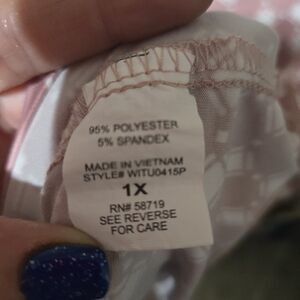 95% POLYESTER
5% SPANDEX
MADE IN VIETNAM
STYLE# WITU0415P
1X
RN# 58719
SEE REVERSE
FOR CARE